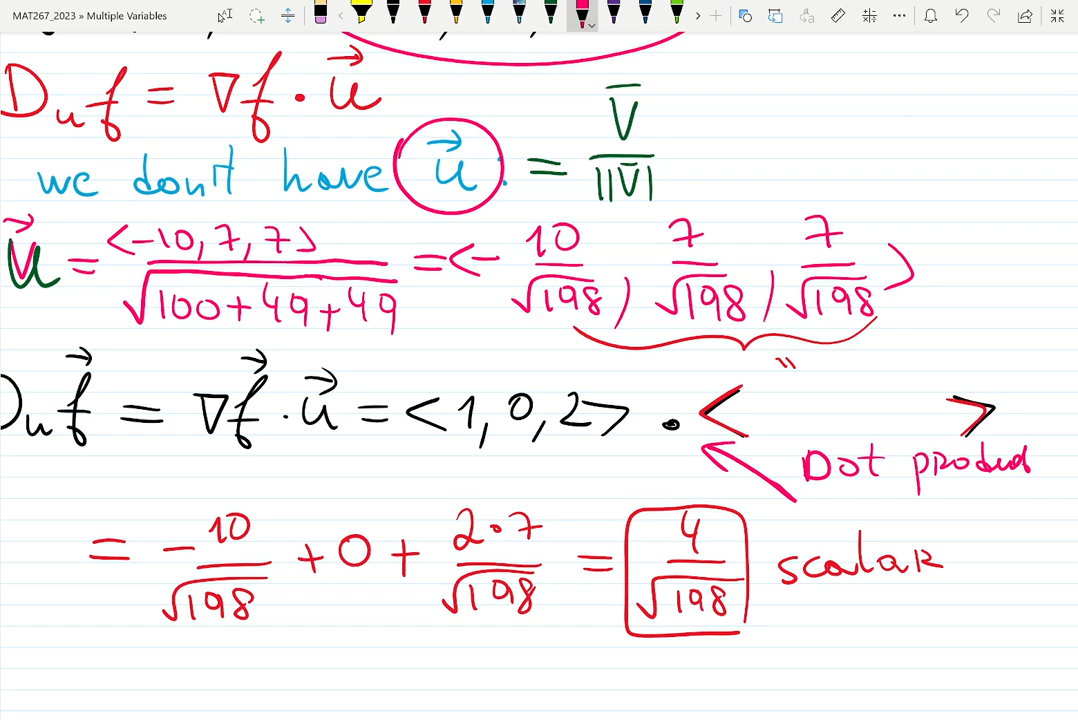 MAT267_2023 » Multiple Variables
Duf = ∇f · u⃗
we don't have u⃗ : = V̅ / ||V̅||
u⃗ = <-10, 7, 7> / √(100+49+49) = <- 10/√198, 7/√198, 7/√198>
"
Duf⃗ = ∇f⃗ · u⃗ = <1, 0, 2> · < >
Dot product
= - 10/√198 + 0 + 2·7/√198 = 4/√198 scalar